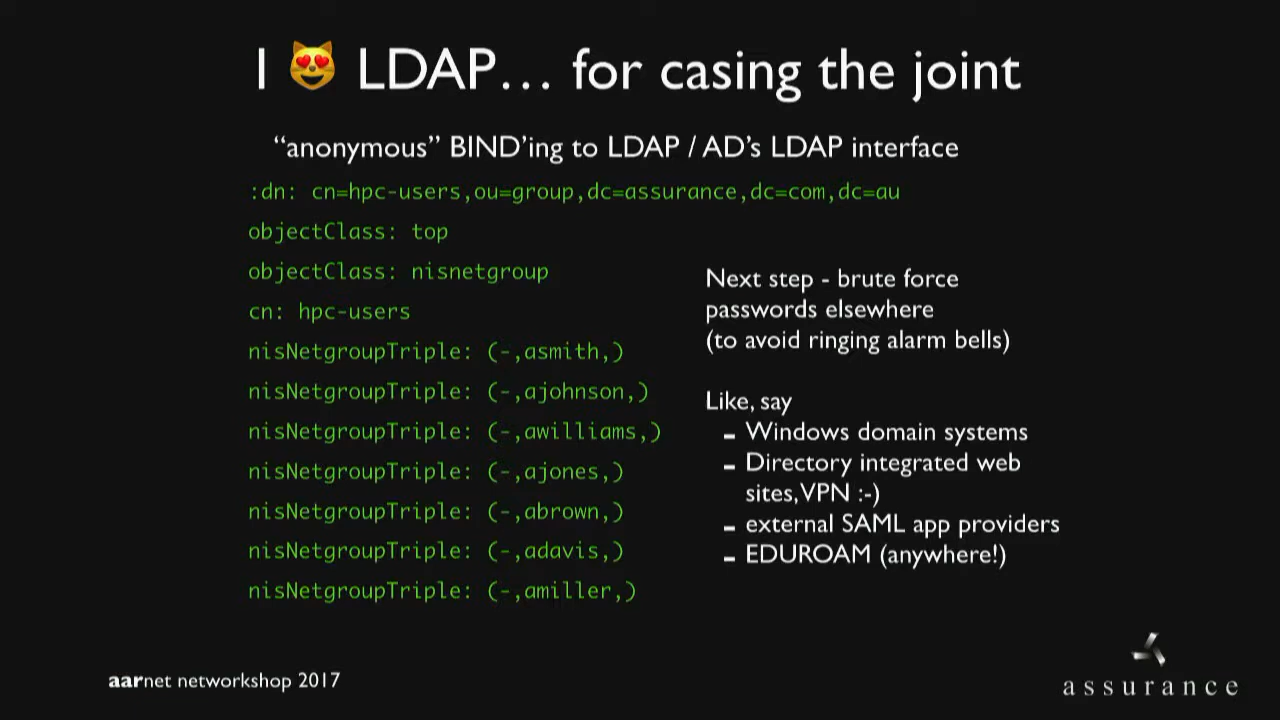 I 😻 LDAP… for casing the joint
“anonymous” BIND’ing to LDAP / AD’s LDAP interface
:dn: cn=hpc-users,ou=group,dc=assurance,dc=com,dc=au
objectClass: top
objectClass: nisnetgroup
cn: hpc-users
nisNetgroupTriple: (-,asmith,)
nisNetgroupTriple: (-,ajohnson,)
nisNetgroupTriple: (-,awilliams,)
nisNetgroupTriple: (-,ajones,)
nisNetgroupTriple: (-,abrown,)
nisNetgroupTriple: (-,adavis,)
nisNetgroupTriple: (-,amiller,)
Next step - brute force
passwords elsewhere
(to avoid ringing alarm bells)
Like, say
- Windows domain systems
- Directory integrated web
sites,VPN :-)
- external SAML app providers
- EDUROAM (anywhere!)
aarnet networkshop 2017
assurance